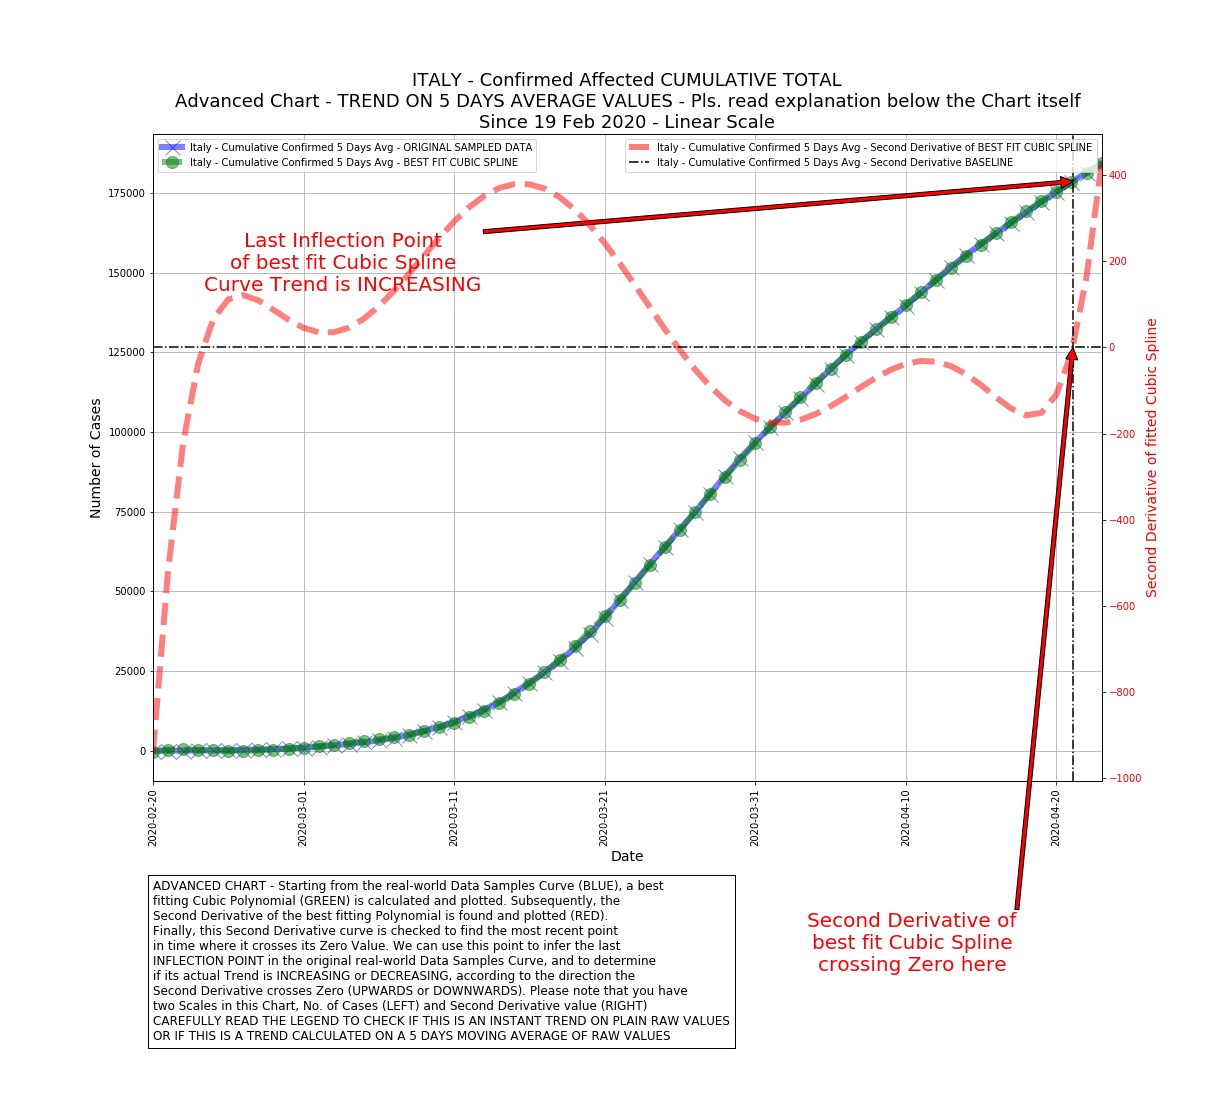 ITALY - Confirmed Affected CUMULATIVE TOTAL
Advanced Chart - TREND ON 5 DAYS AVERAGE VALUES - Pls. read explanation below the Chart itself
Since 19 Feb 2020 - Linear Scale
Italy - Cumulative Confirmed 5 Days Avg - ORIGINAL SAMPLED DATA
Italy - Cumulative Confirmed 5 Days Avg - BEST FIT CUBIC SPLINE
Italy - Cumulative Confirmed 5 Days Avg - Second Derivative of BEST FIT CUBIC SPLINE
Italy - Cumulative Confirmed 5 Days Avg - Second Derivative BASELINE
Last Inflection Point
of best fit Cubic Spline
Curve Trend is INCREASING
Number of Cases
175000
150000
125000
100000
75000
50000
25000
0
400
200
0
−200
−400
−600
−800
−1000
Second Derivative of fitted Cubic Spline
2020-02-20
2020-03-01
2020-03-11
2020-03-21
2020-03-31
2020-04-10
2020-04-20
Date
ADVANCED CHART - Starting from the real-world Data Samples Curve (BLUE), a best
fitting Cubic Polynomial (GREEN) is calculated and plotted. Subsequently, the
Second Derivative of the best fitting Polynomial is found and plotted (RED).
Finally, this Second Derivative curve is checked to find the most recent point
in time where it crosses its Zero Value. We can use this point to infer the last
INFLECTION POINT in the original real-world Data Samples Curve, and to determine
if its actual Trend is INCREASING or DECREASING, according to the direction the
Second Derivative crosses Zero (UPWARDS or DOWNWARDS). Please note that you have
two Scales in this Chart, No. of Cases (LEFT) and Second Derivative value (RIGHT)
CAREFULLY READ THE LEGEND TO CHECK IF THIS IS AN INSTANT TREND ON PLAIN RAW VALUES
OR IF THIS IS A TREND CALCULATED ON A 5 DAYS MOVING AVERAGE OF RAW VALUES
Second Derivative of
best fit Cubic Spline
crossing Zero here